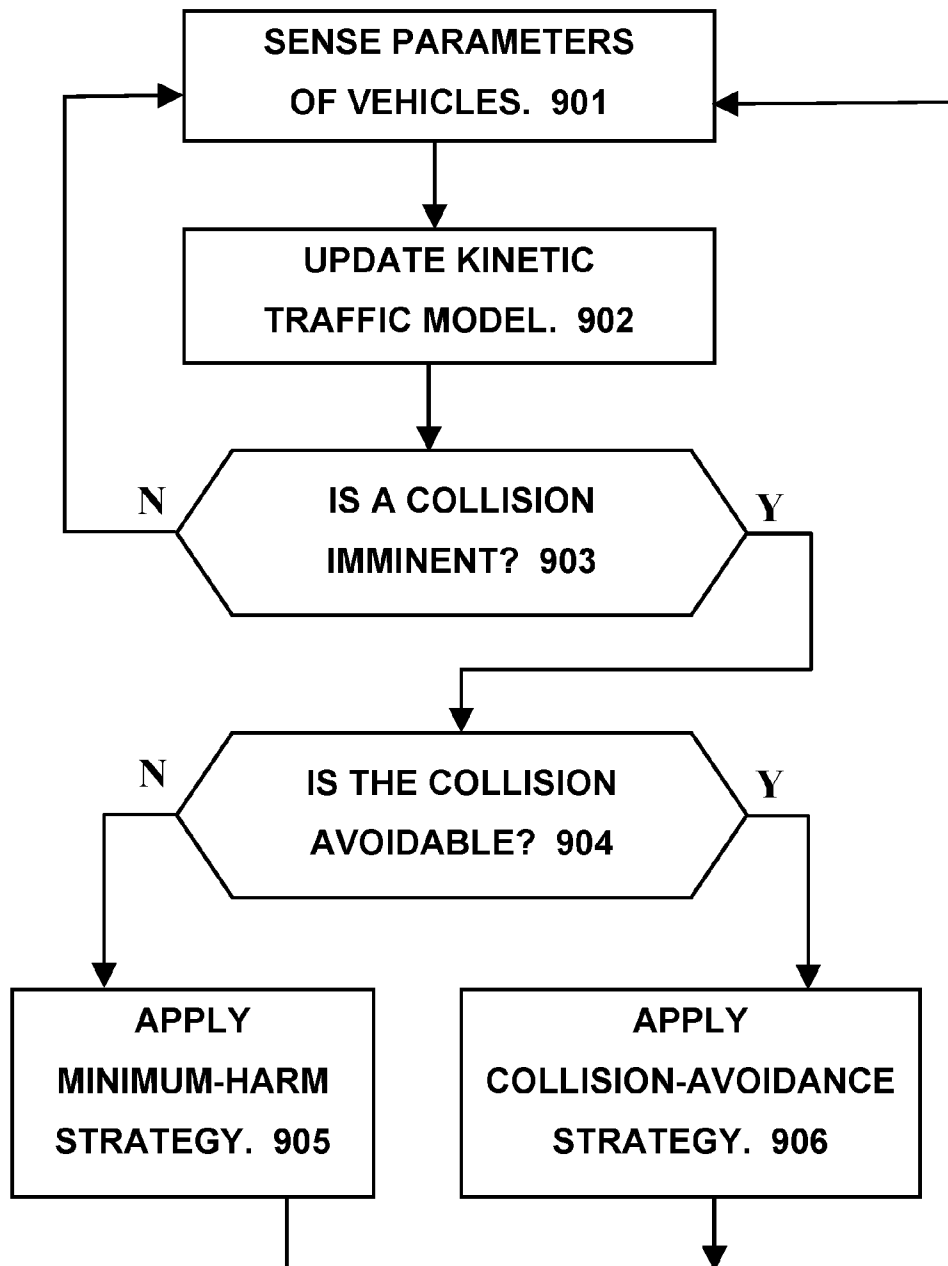 SENSE PARAMETERS
OF VEHICLES. 901
UPDATE KINETIC
TRAFFIC MODEL. 902
N
IS A COLLISION
IMMINENT? 903
Y
N
IS THE COLLISION
AVOIDABLE? 904
Y
APPLY
MINIMUM-HARM
STRATEGY. 905
APPLY
COLLISION-AVOIDANCE
STRATEGY. 906